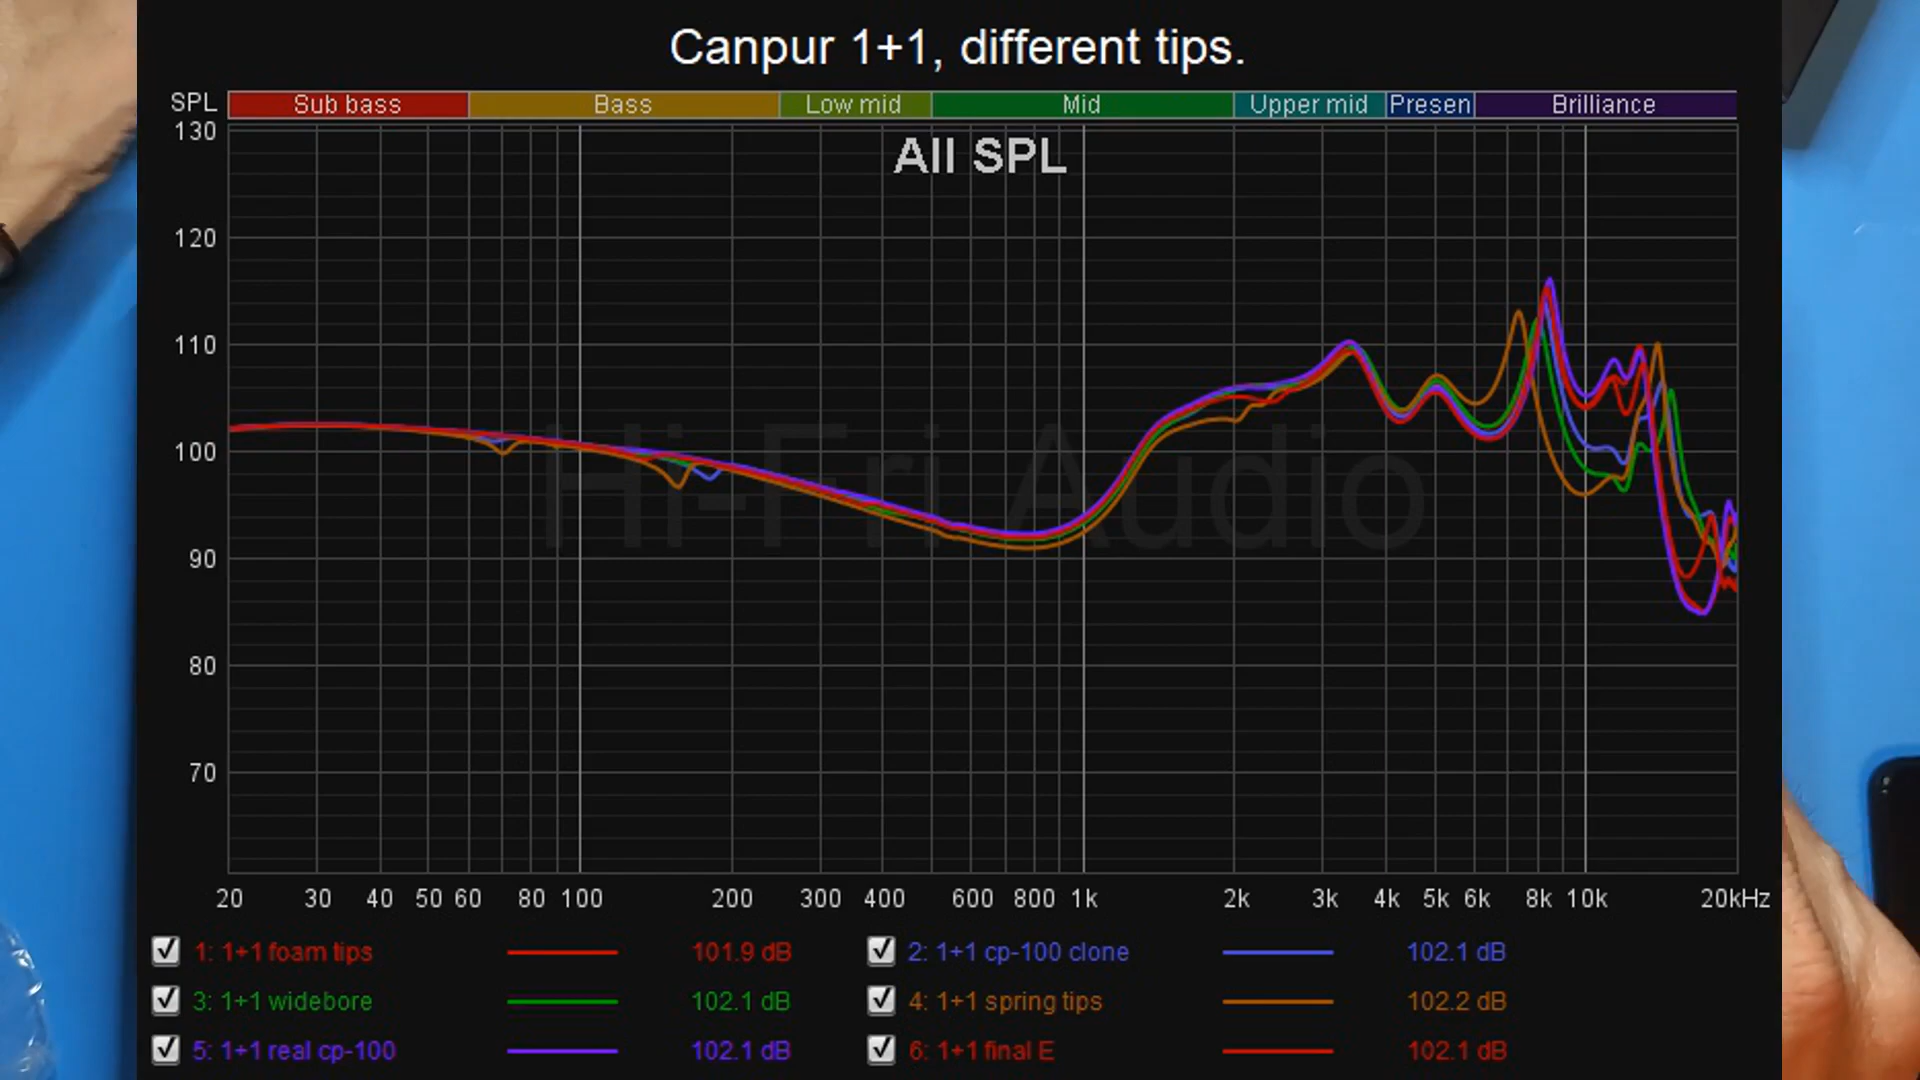 Canpur 1+1, different tips.
SPL Sub bass Bass Low mid Mid Upper mid Presen Brilliance
130
All SPL
120
110
100
Hi-Fri Audio
90
80
70
20 30 40 50 60 80 100 200 300 400 600 800 1k 2k 3k 4k 5k 6k 8k 10k 20kHz
1: 1+1 foam tips 101.9 dB 2: 1+1 cp-100 clone 102.1 dB
3: 1+1 widebore 102.1 dB 4: 1+1 spring tips 102.2 dB
5: 1+1 real cp-100 102.1 dB 6: 1+1 final E 102.1 dB